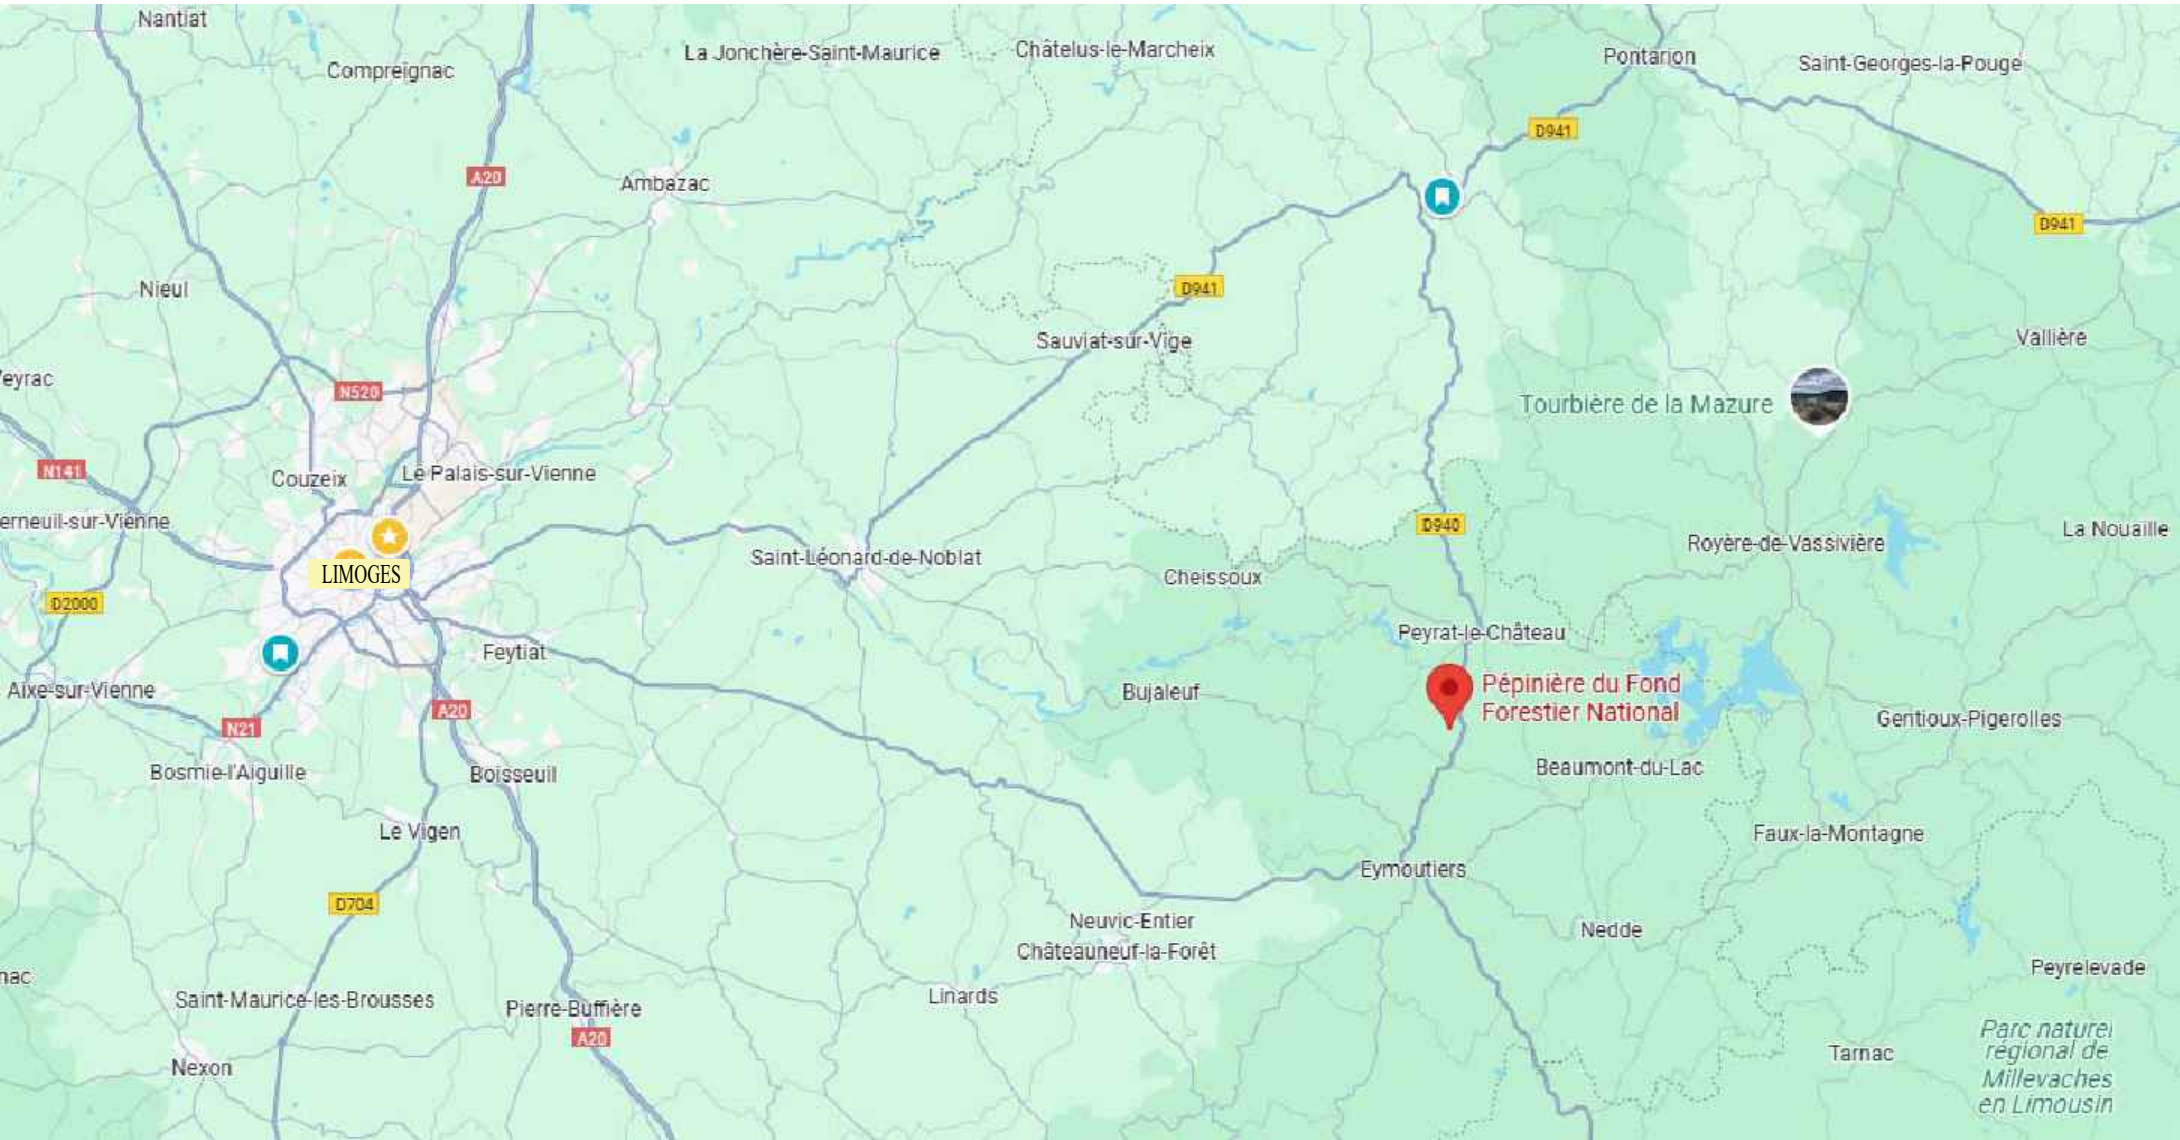 Nantiat
Compreignac
La Jonchère-Saint-Maurice
Châtelus-le-Marcheix
Pontarion
Saint-Georges-la-Pouge
D941
A20
Ambazac
D941
Nieul
D941
Sauviat-sur-Vige
Vallière
eyrac
N520
Tourbière de la Mazure
N141
Couzeix
Le Palais-sur-Vienne
erneuil-sur-Vienne
D940
La Nouaille
Royère-de-Vassivière
Saint-Léonard-de-Noblat
LIMOGES
Cheissoux
D2000
Peyrat-le-Château
Feytiat
Aixe-sur-Vienne
Bujaleuf
Pépinière du Fond
Forestier National
A20
N21
Gentioux-Pigerolles
Bosmie-l'Aiguille
Boisseuil
Beaumont-du-Lac
Le Vigen
Faux-la-Montagne
Eymoutiers
D704
Neuvic-Entier
Nedde
Châteauneuf-la-Forêt
nac
Peyrelevade
Saint-Maurice-les-Brousses
Linards
Pierre-Buffière
A20
Parc naturel
régional de
Millevaches
en Limousin
Tarnac
Nexon